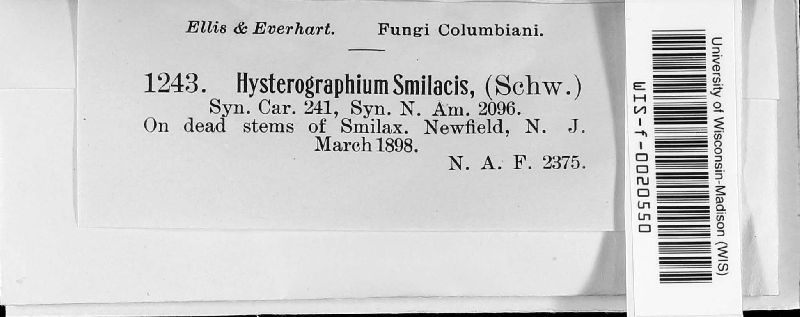 Ellis & Everhart. Fungi Columbiani.
1243. Hysterographium Smilacis, (Schw.)
Syn. Car. 241, Syn. N. Am. 2096.
On dead stems of Smilax. Newfield, N. J.
March 1898.
N. A. F. 2375.
University of Wisconsin-Madison (WIS)
WIS-f-0020550